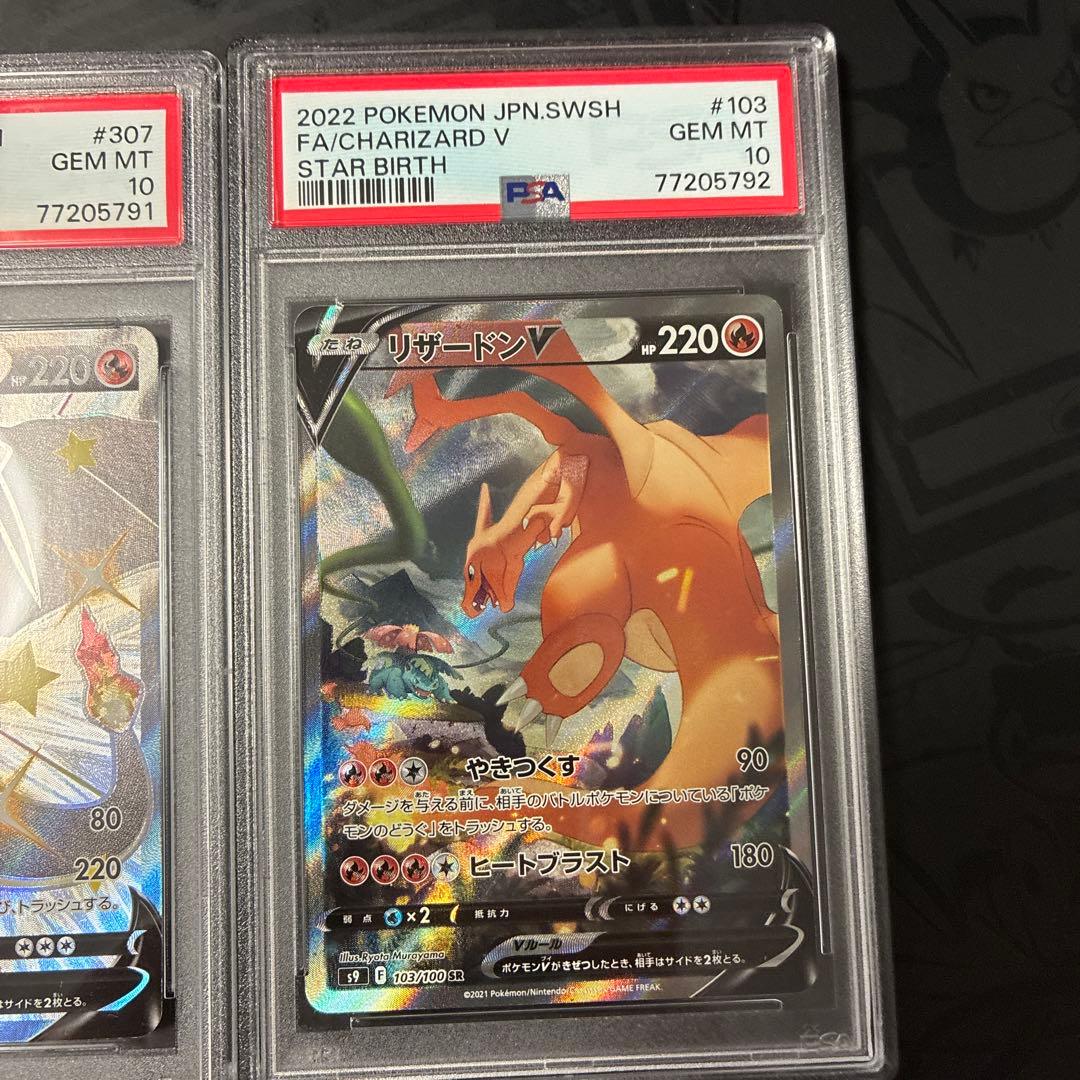 #307
GEM MT
10
77205791
HP 220
80
220
トラッシュする。
はサイドを2枚とる。
2022 POKEMON JPN.SWSH #103
FA/CHARIZARD V GEM MT
STAR BIRTH 10
PSA 77205792
たね リザードンV HP 220
やきつくす 90
ダメージを与える前に、相手のバトルポケモンについている「ポケ
モンのどうぐ」をトラッシュする。
ヒートブラスト 180
弱点 ×2 抵抗力 にげる
Vルール
ポケモンVがきぜつしたとき、相手はサイドを2枚とる。
Illus.Ryota Murayama
s9 F 103/100 SR
©2021 Pokémon/Nintendo/Creatures/GAME FREAK.